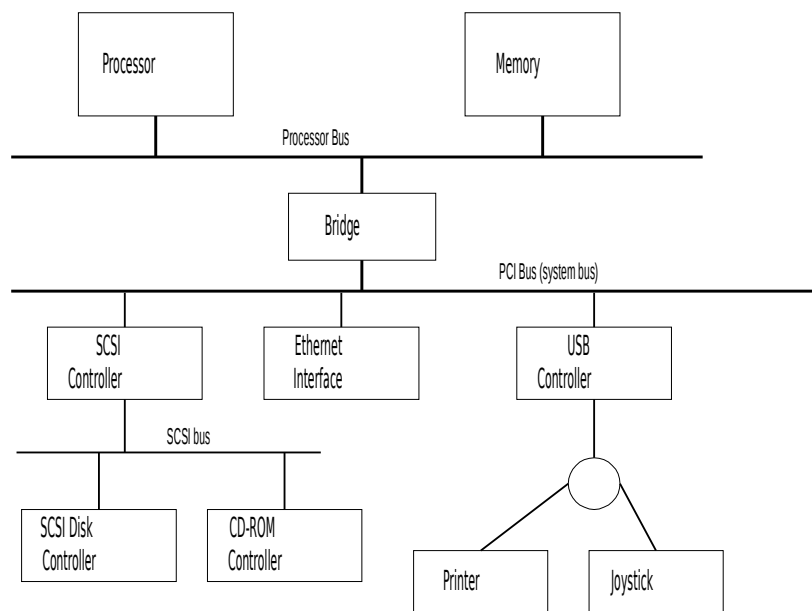 Processor
Memory
Processor Bus
Bridge
PCI Bus (system bus)
SCSI
Controller
Ethernet
Interface
USB
Controller
SCSI bus
SCSI Disk
Controller
CD-ROM
Controller
Printer
Joystick